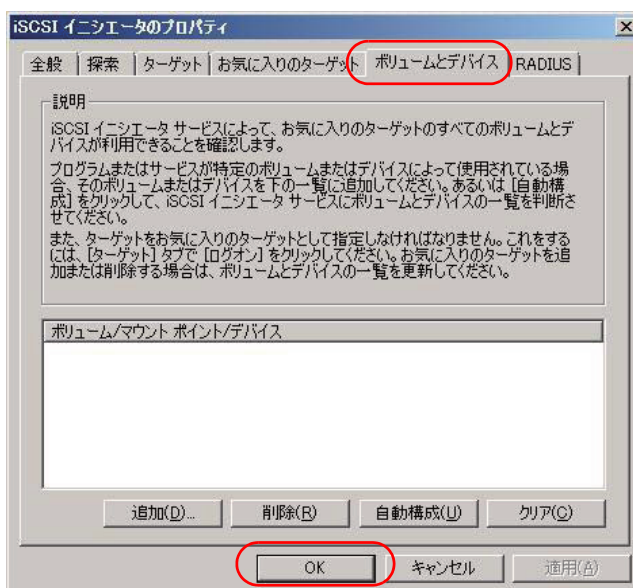 iSCSI イニシエータのプロパティ
全般 探索 ターゲット お気に入りのターゲット ボリュームとデバイス RADIUS
説明
iSCSI イニシエータ サービスによって、お気に入りのターゲットのすべてのボリュームとデ
バイスが利用できることを確認します。
プログラムまたはサービスが特定のボリュームまたはデバイスによって使用されている場
合、そのボリュームまたはデバイスを下の一覧に追加してください。あるいは [自動構
成] をクリックして、iSCSI イニシエータ サービスにボリュームとデバイスの一覧を判断さ
せてください。
また、ターゲットをお気に入りのターゲットとして指定しなければなりません。これをする
には、[ターゲット] タブで [ログオン] をクリックしてください。お気に入りのターゲットを追
加または削除する場合は、ボリュームとデバイスの一覧を更新してください。
ボリューム/マウント ポイント/デバイス
追加(D)... 削除(R) 自動構成(U) クリア(C)
OK キャンセル 適用(A)